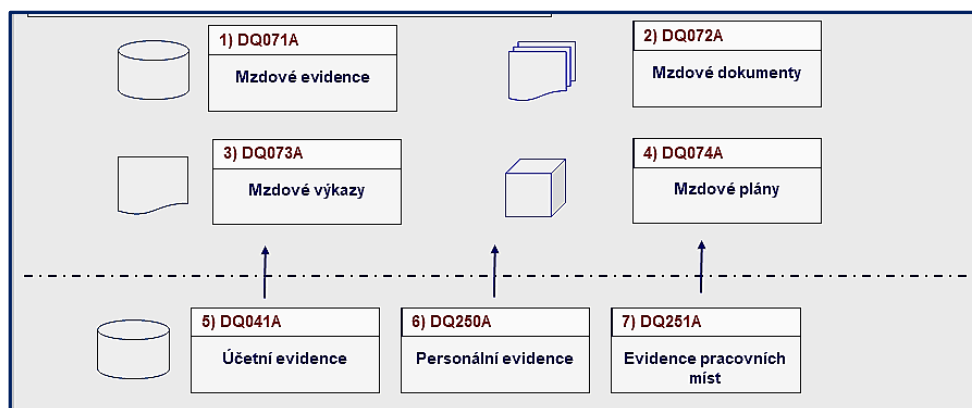 1) DQ071A
Mzdové evidence
2) DQ072A
Mzdové dokumenty
3) DQ073A
Mzdové výkazy
4) DQ074A
Mzdové plány
5) DQ041A
Účetní evidence
6) DQ250A
Personální evidence
7) DQ251A
Evidence pracovních
míst